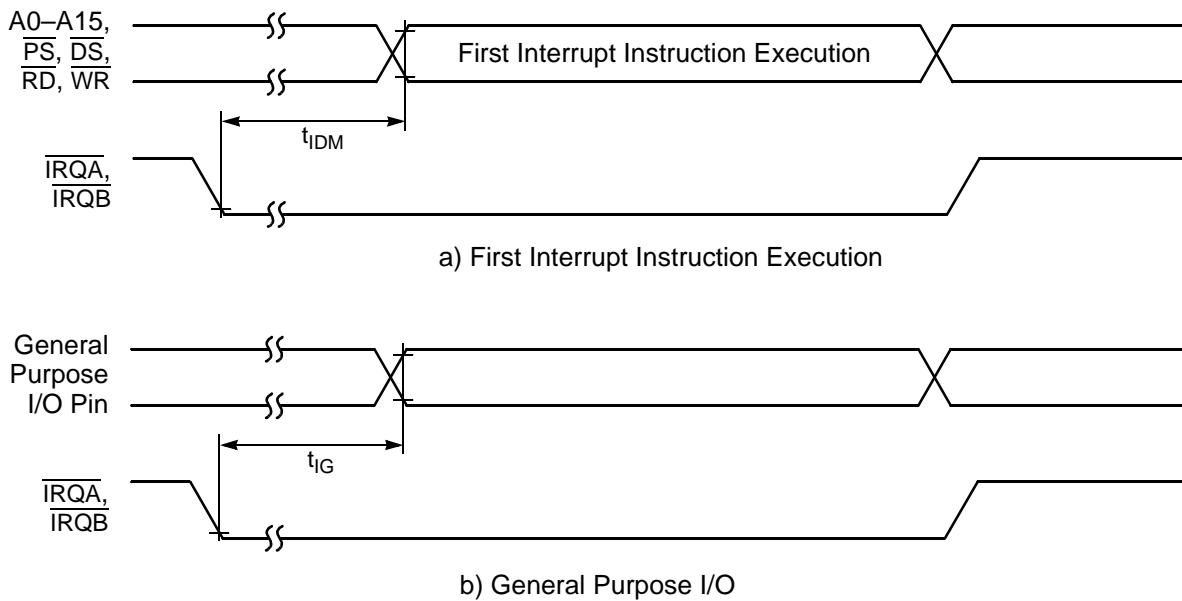 A0–A15,
PS, DS,
RD, WR
First Interrupt Instruction Execution
tIDM
IRQA,
IRQB
a) First Interrupt Instruction Execution
General
Purpose
I/O Pin
tIG
IRQA,
IRQB
b) General Purpose I/O